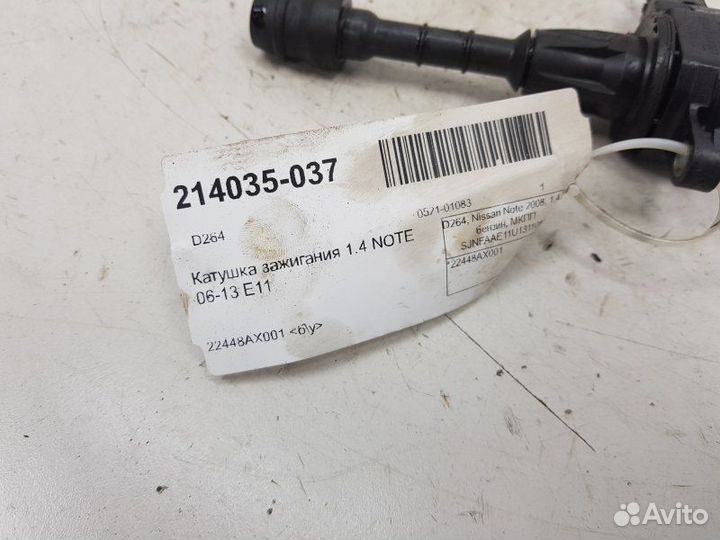 214035-037
D264
Катушка зажигания 1.4 NOTE
06-13 E11
22448AX001 <б\у>
0571-01083
1
D264, Nissan Note 2008, 1.4
бензин, МКПП
*22448AX001
Avito